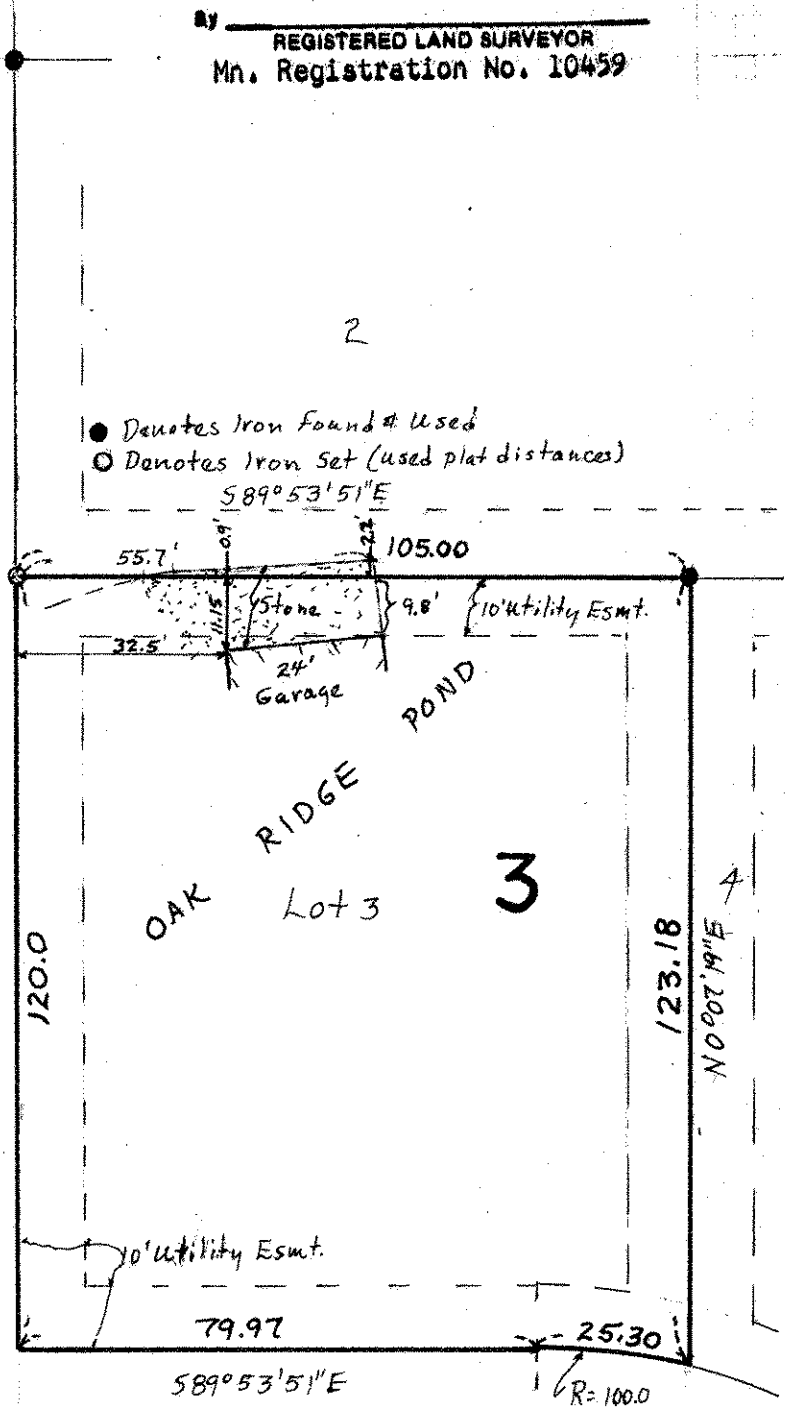 By
REGISTERED LAND SURVEYOR
Mn. Registration No. 10459
2
Denotes Iron Found & Used
Denotes Iron Set (used plat distances)
S89°53'51"E
55.7'
0.9'
2.2'
105.00
11.15
Stone
9.8'
10' utility Esmt.
32.5'
24'
Garage
OAK RIDGE POND
Lot 3
3
4
120.0
123.18
N0°02'19"E
10' utility Esmt.
79.97
25.30
S89°53'51"E
R=100.0